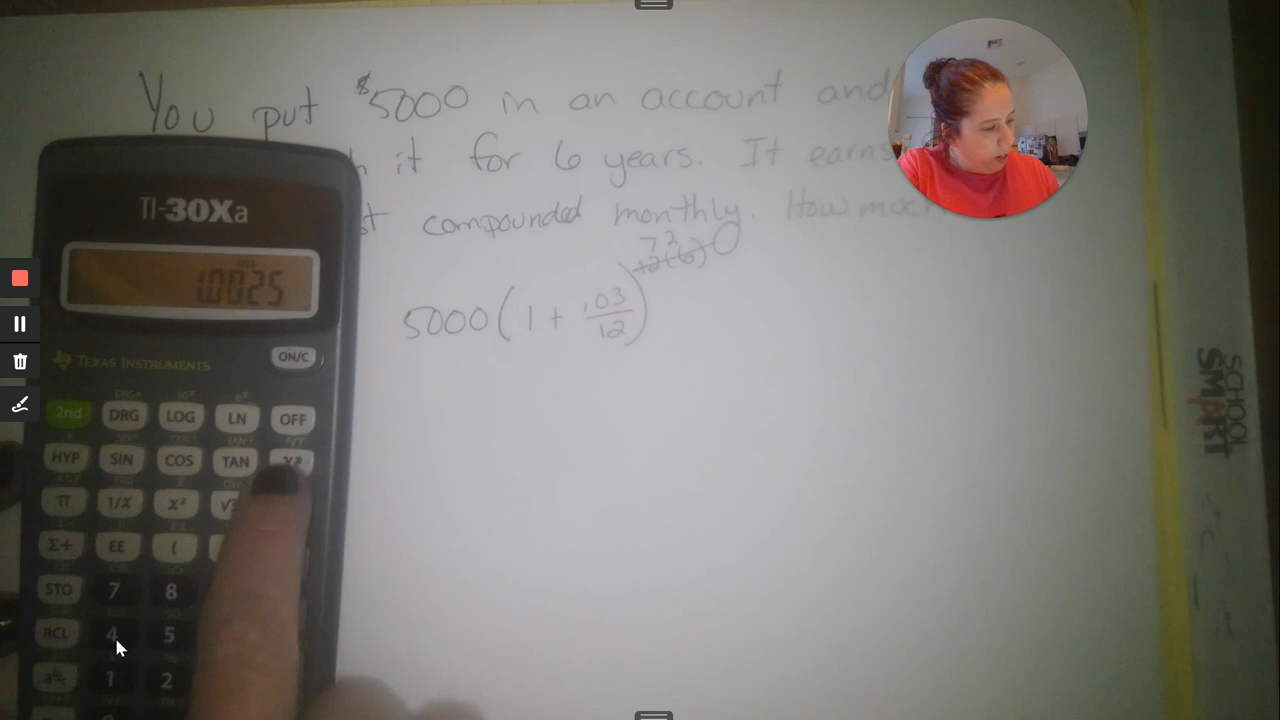 You put $5000 in an account and
it for 6 years. It earns
compounded monthly. How much
72
12(6)
5000(1 + .03/12)
TI-30Xa
1.0025
TEXAS INSTRUMENTS
ON/C
2nd DRG LOG LN OFF
HYP SIN COS TAN
π 1/x x²
Σ+ EE (
STO 7 8
RCL 4 5
1 2
SCHOOL
SMART